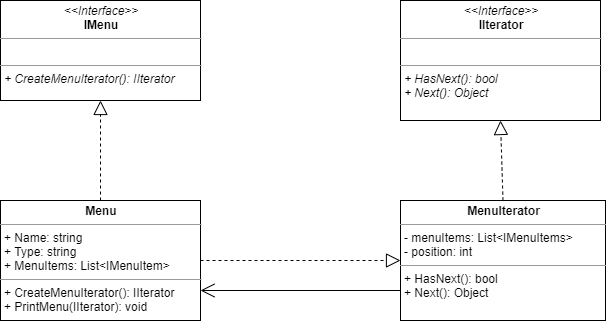 <<Interface>>
IMenu
+ CreateMenuIterator(): IIterator
<<Interface>>
IIterator
+ HasNext(): bool
+ Next(): Object
Menu
+ Name: string
+ Type: string
+ MenuItems: List<IMenuItem>
+ CreateMenuIterator(): IIterator
+ PrintMenu(IIterator): void
MenuIterator
- menuItems: List<IMenuItems>
- position: int
+ HasNext(): bool
+ Next(): Object